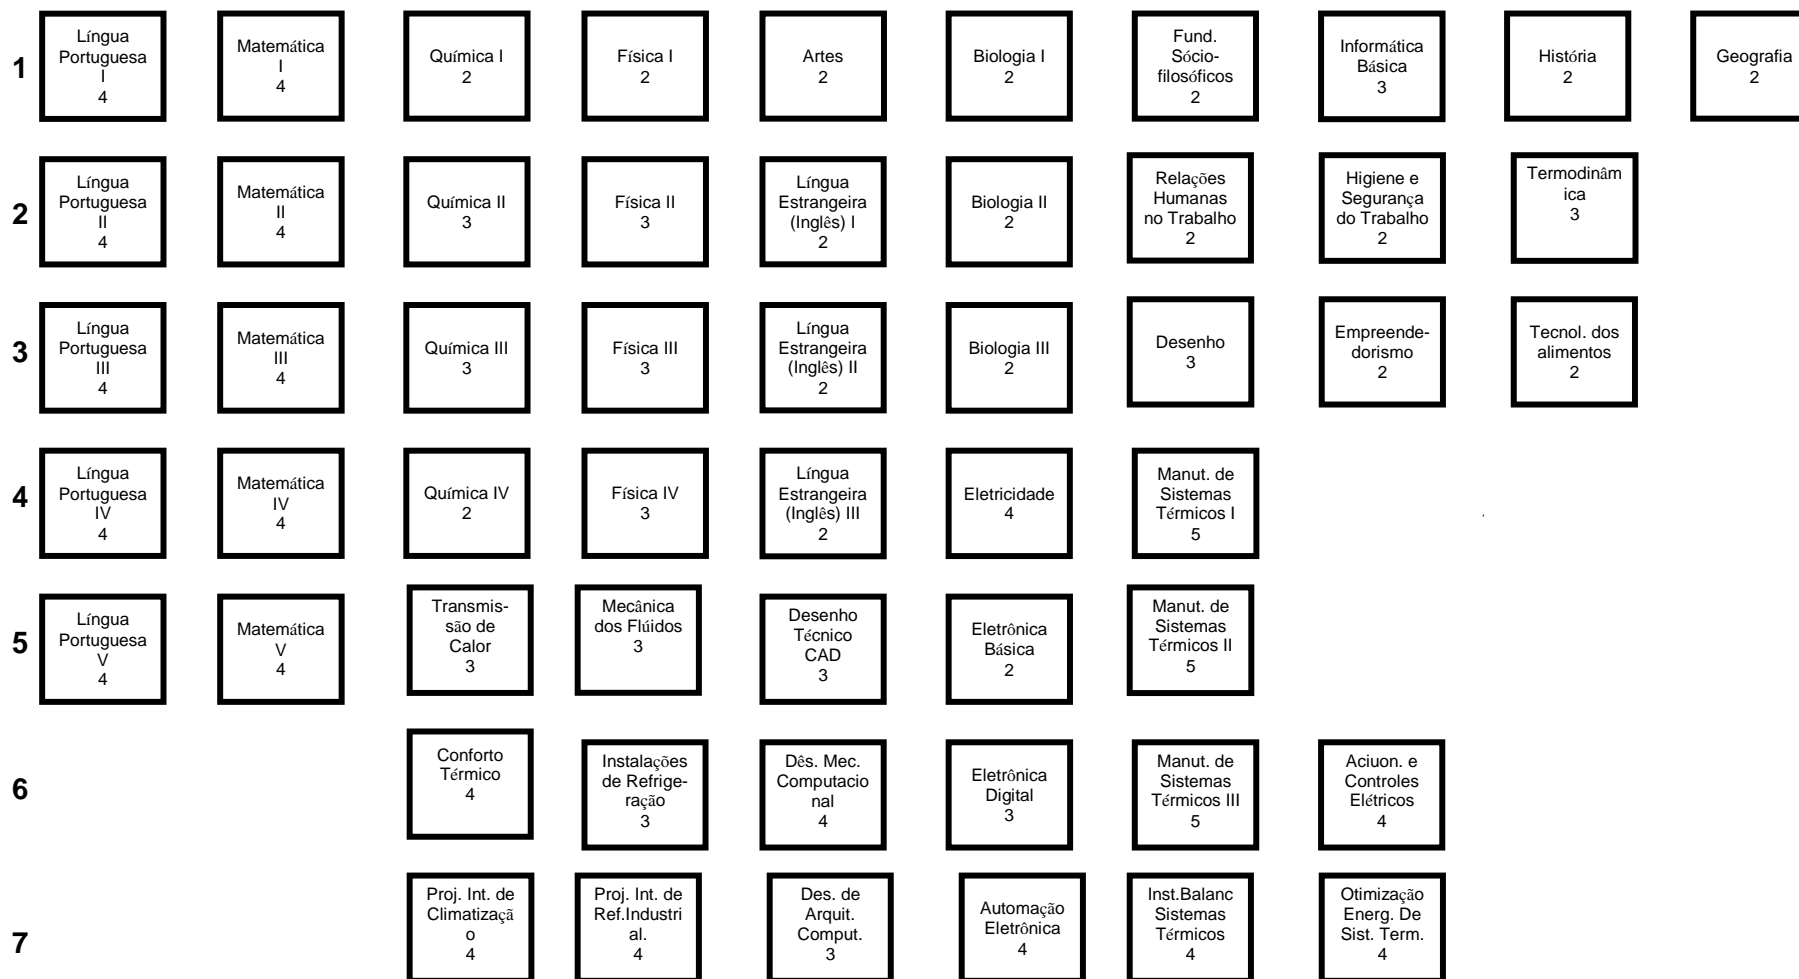 1
Língua
Portuguesa
I
4
Matemática
I
4
Química I
2
Física I
2
Artes
2
Biologia I
2
Fund.
Sócio-
filosóficos
2
Informática
Básica
3
História
2
Geografia
2
2
Língua
Portuguesa
II
4
Matemática
II
4
Química II
3
Física II
3
Língua
Estrangeira
(Inglês) I
2
Biologia II
2
Relações
Humanas
no Trabalho
2
Higiene e
Segurança
do Trabalho
2
Termodinâm
ica
3
3
Língua
Portuguesa
III
4
Matemática
III
4
Química III
3
Física III
3
Língua
Estrangeira
(Inglês) II
2
Biologia III
2
Desenho
3
Empreende-
dorismo
2
Tecnol. dos
alimentos
2
4
Língua
Portuguesa
IV
4
Matemática
IV
4
Química IV
2
Física IV
3
Língua
Estrangeira
(Inglês) III
2
Eletricidade
4
Manut. de
Sistemas
Térmicos I
5
5
Língua
Portuguesa
V
4
Matemática
V
4
Transmis-
são de
Calor
3
Mecânica
dos Flúidos
3
Desenho
Técnico
CAD
3
Eletrônica
Básica
2
Manut. de
Sistemas
Térmicos II
5
6
Conforto
Térmico
4
Instalações
de Refrige-
ração
3
Dês. Mec.
Computacio
nal
4
Eletrônica
Digital
3
Manut. de
Sistemas
Térmicos III
5
Aciuon. e
Controles
Elétricos
4
7
Proj. Int. de
Climatizaçã
o
4
Proj. Int. de
Ref.Industri
al.
4
Des. de
Arquit.
Comput.
3
Automação
Eletrônica
4
Inst.Balanc
Sistemas
Térmicos
4
Otimização
Energ. De
Sist. Term.
4